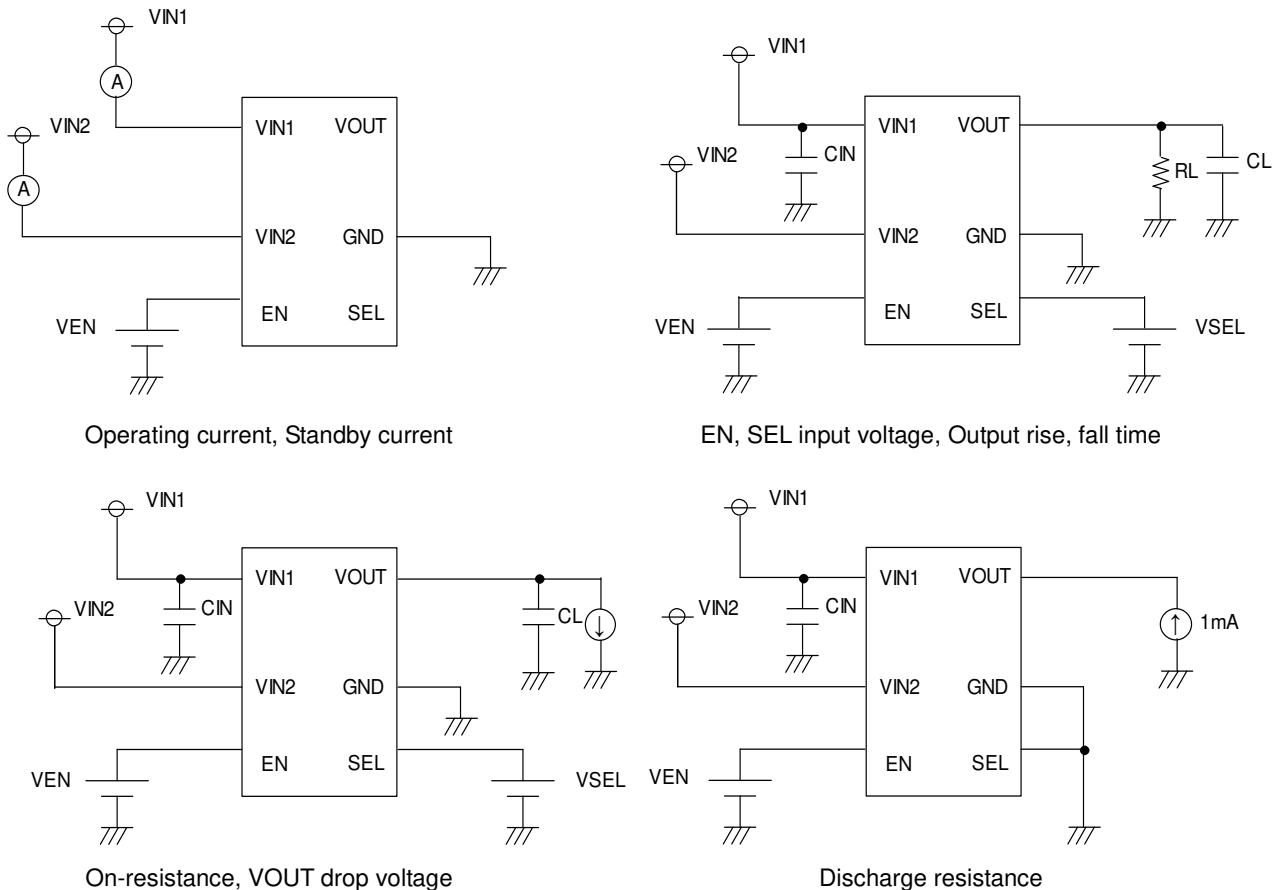 VIN1
A
VIN2
A
VIN1 VOUT
VIN2 GND
EN SEL
VEN
Operating current, Standby current
VIN1
VIN2
CIN
VIN1 VOUT
VIN2 GND
EN SEL
RL
CL
VEN
VSEL
EN, SEL input voltage, Output rise, fall time
VIN1
VIN2
CIN
VIN1 VOUT
VIN2 GND
EN SEL
CL
VEN
VSEL
On-resistance, VOUT drop voltage
VIN1
VIN2
CIN
VIN1 VOUT
VIN2 GND
EN SEL
1mA
VEN
Discharge resistance